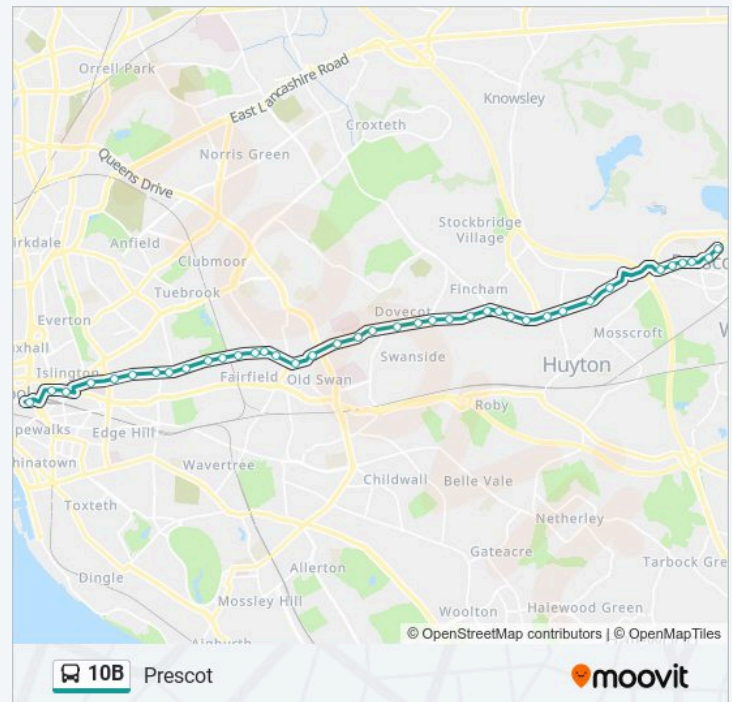 Orrell Park
East Lancashire Road
Knowsley
Croxteth
Norris Green
Queens Drive
Stockbridge
Village
irkdale
Anfield
Clubmoor
Tuebrook
Fincham
Everton
Dovecot
Mosscroft
uxhall
Islington
Swanside
Huyton
Fairfield
Old Swan
Roby
pewalks
Edge Hill
hinatown
Wavertree
Childwall
Belle Vale
Toxteth
Netherley
Gateacre
Dingle
Allerton
Tarbock Gre
Mossley Hill
Woolton
Halewood Green
© OpenStreetMap contributors | © OpenMapTiles
10B Prescot
moovit